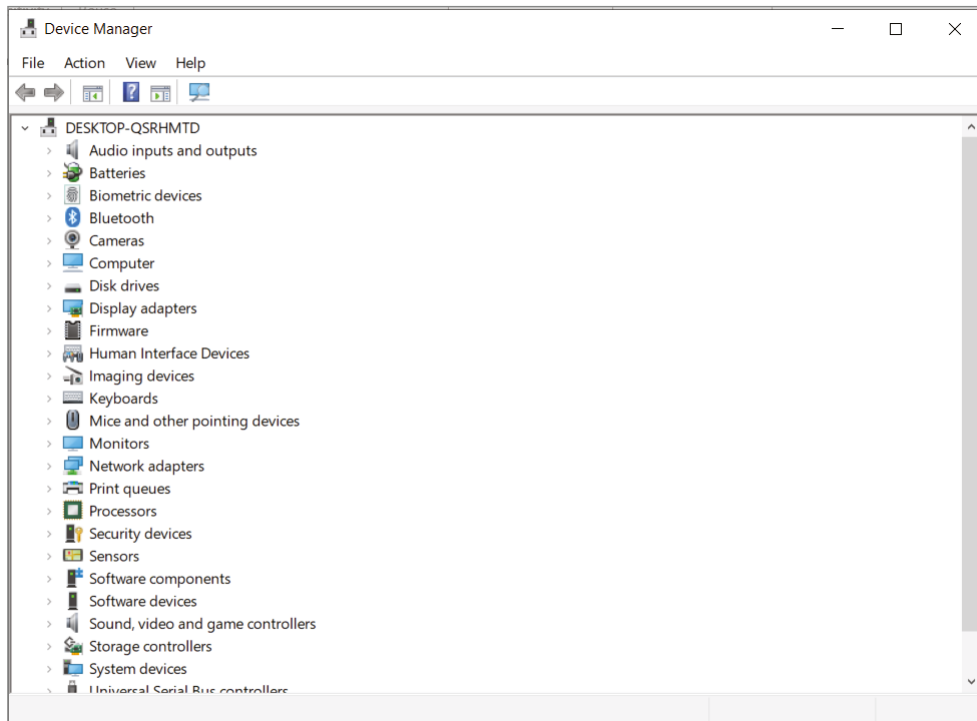 Device Manager
File Action View Help
DESKTOP-QSRHMTD
Audio inputs and outputs
Batteries
Biometric devices
Bluetooth
Cameras
Computer
Disk drives
Display adapters
Firmware
Human Interface Devices
Imaging devices
Keyboards
Mice and other pointing devices
Monitors
Network adapters
Print queues
Processors
Security devices
Sensors
Software components
Software devices
Sound, video and game controllers
Storage controllers
System devices
Universal Serial Bus controllers